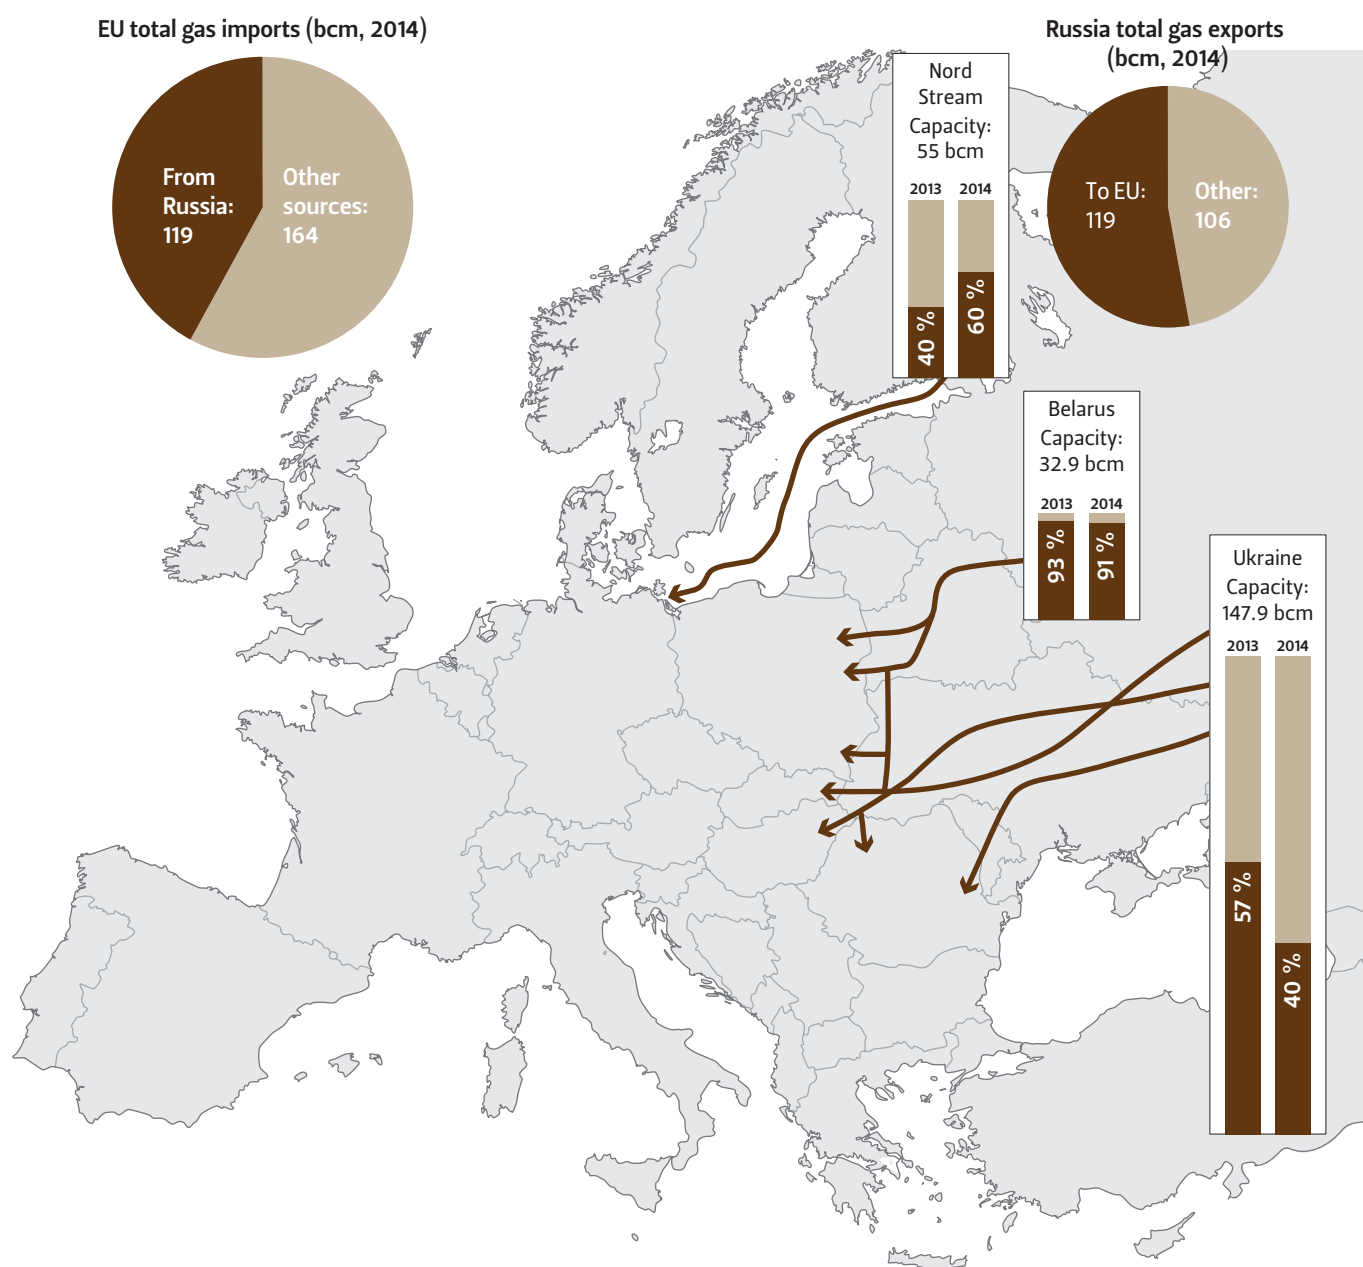 EU total gas imports (bcm, 2014)
From
Russia:
119
Other
sources:
164
Russia total gas exports
(bcm, 2014)
To EU:
119
Other:
106
Nord
Stream
Capacity:
55 bcm
2013 2014
40 %
60 %
Belarus
Capacity:
32.9 bcm
2013 2014
93 %
91 %
Ukraine
Capacity:
147.9 bcm
2013 2014
57 %
40 %